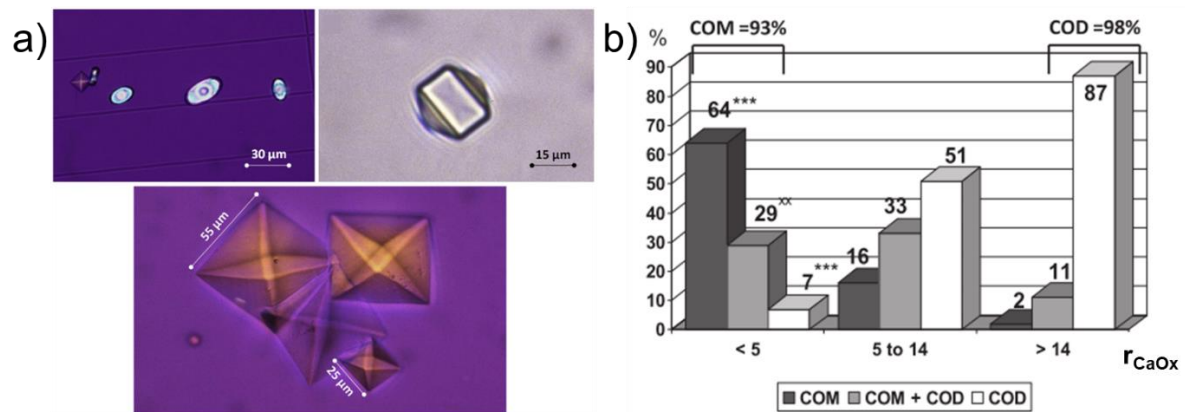 a)
30 µm
15 µm
55 µm
25 µm
b)
COM =93%
COD =98%
%
90
80
70
60
50
40
30
20
10
0
64 ***
29 xx
7 ***
16
33
51
2
11
87
< 5
5 to 14
> 14
rCaOx
COM
COM + COD
COD